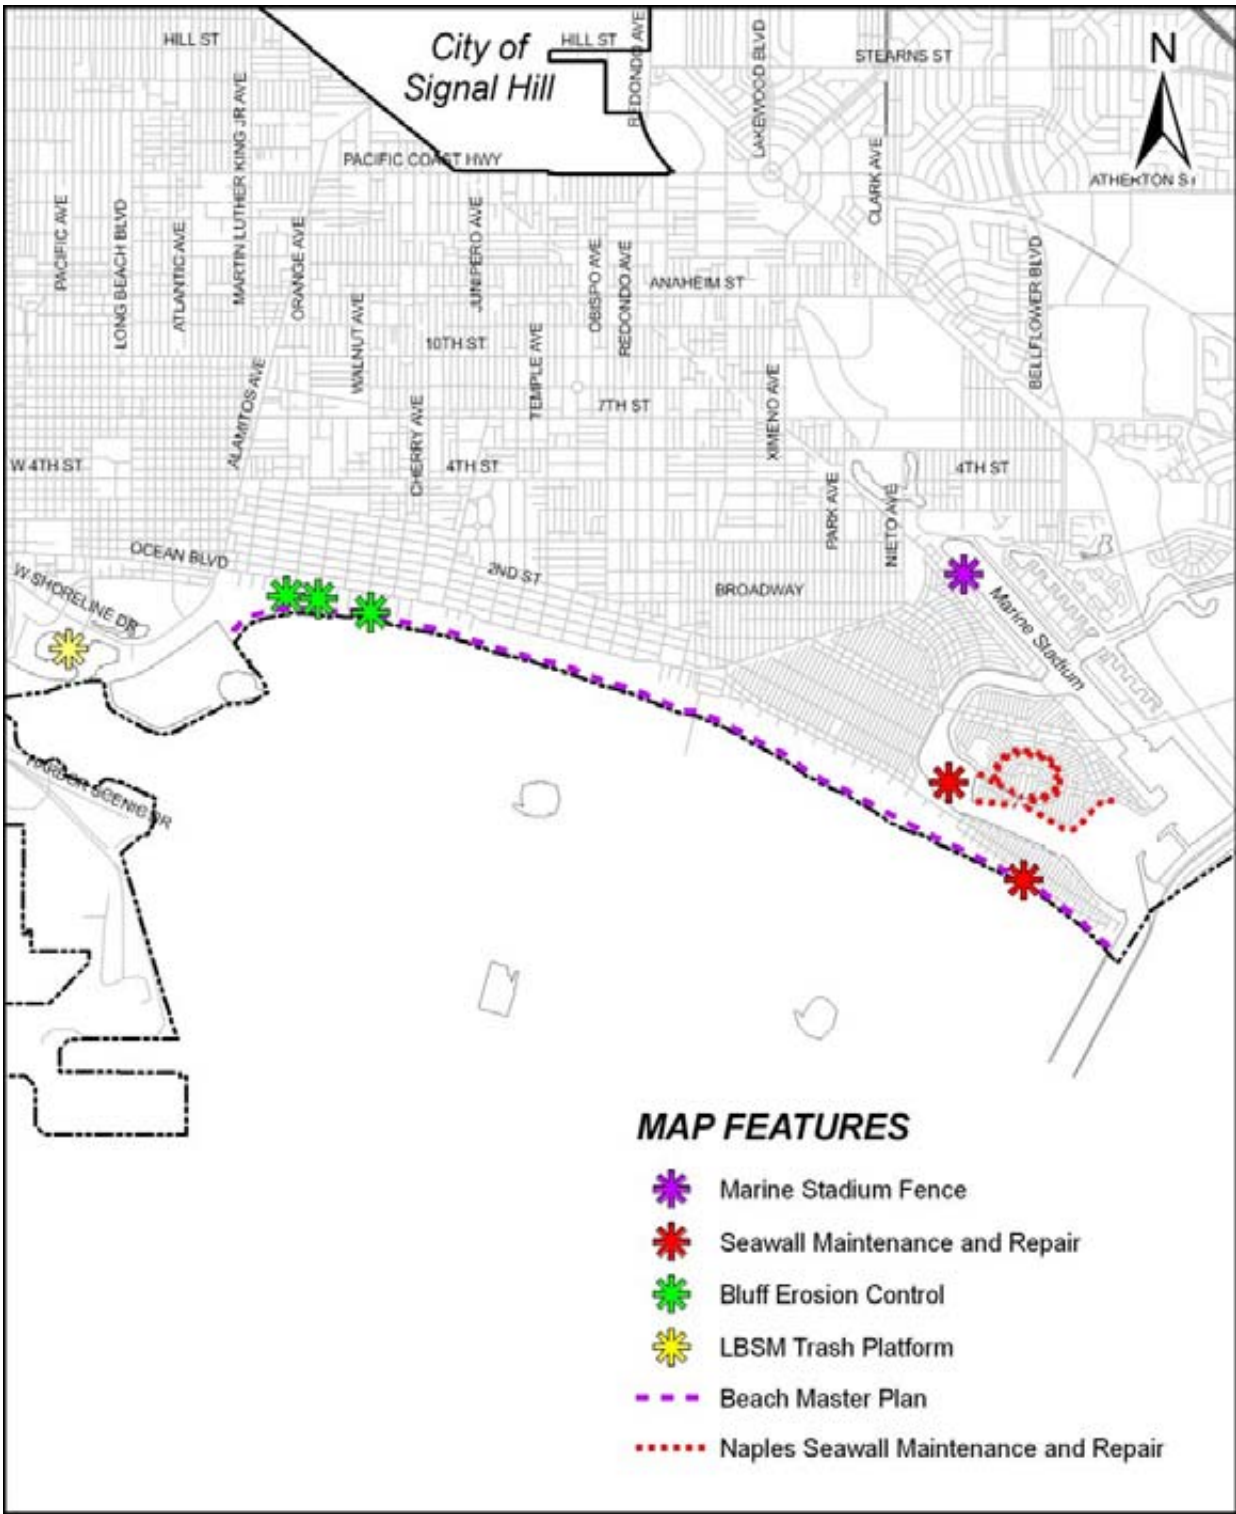 HILL ST
City of
Signal Hill
HILL ST
REDONDO AVE
LAKEWOOD BLVD
STEARNS ST
N
MARTIN LUTHER KING JR AVE
PACIFIC COAST HWY
CLARK AVE
ATHERTON ST
PACIFIC AVE
LONG BEACH BLVD
ATLANTIC AVE
ORANGE AVE
JUNIPERO AVE
OBISPO AVE
REDONDO AVE
ANAHEIM ST
BELLFLOWER BLVD
WALNUT AVE
10TH ST
TEMPLE AVE
XIMENO AVE
ALAMITOS AVE
CHERRY AVE
7TH ST
W 4TH ST
4TH ST
4TH ST
PARK AVE
NIETO AVE
OCEAN BLVD
2ND ST
BROADWAY
W SHORELINE DR
Marine Stadium
HARBOR SCENIC DR
MAP FEATURES
Marine Stadium Fence
Seawall Maintenance and Repair
Bluff Erosion Control
LBSM Trash Platform
Beach Master Plan
Naples Seawall Maintenance and Repair